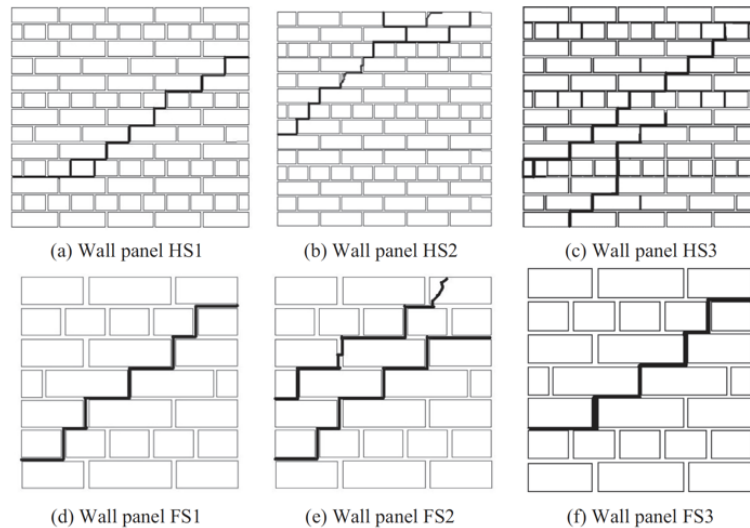 (a) Wall panel HS1
(b) Wall panel HS2
(c) Wall panel HS3
(d) Wall panel FS1
(e) Wall panel FS2
(f) Wall panel FS3